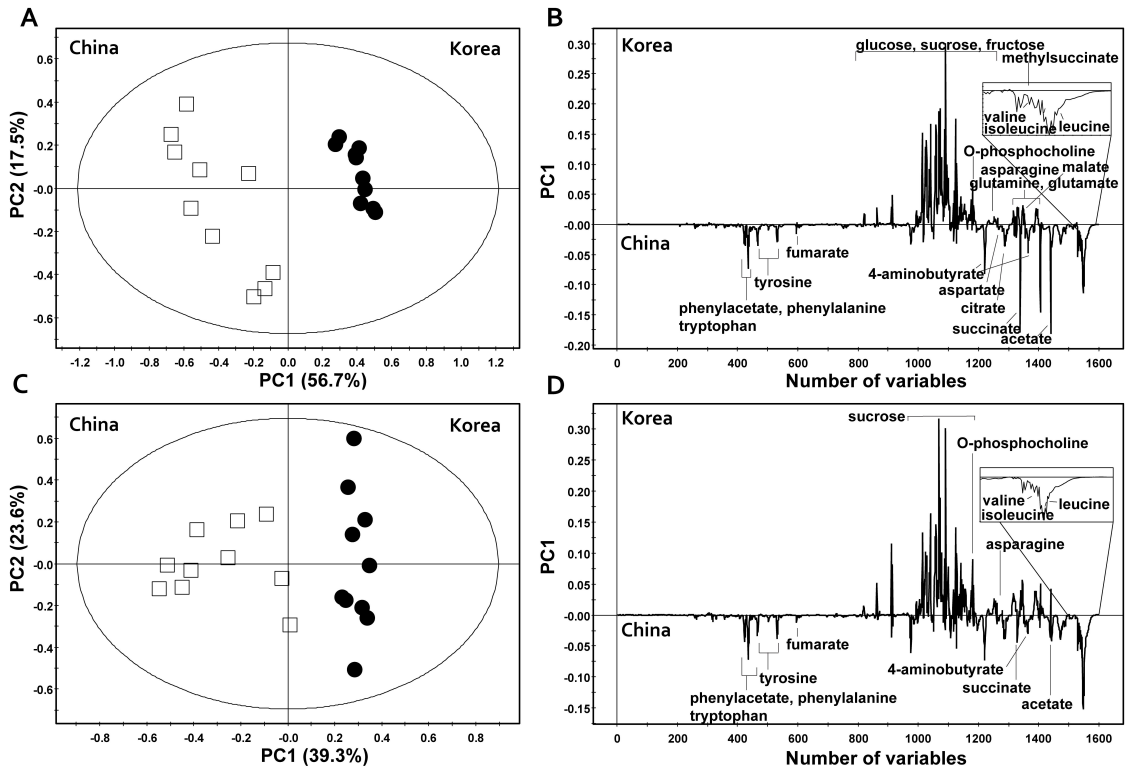 A
China
Korea
0.6
0.4
0.2
-0.0
-0.2
-0.4
-0.6
PC2 (17.5%)
-1.2 -1.0 -0.8 -0.6 -0.4 -0.2 0.0 0.2 0.4 0.6 0.8 1.0 1.2
PC1 (56.7%)
B
Korea
glucose, sucrose, fructose
methylsuccinate
valine
isoleucine
leucine
O-phosphocholine
asparagine
malate
glutamine, glutamate
China
fumarate
tyrosine
phenylacetate, phenylalanine
tryptophan
4-aminobutyrate
aspartate
citrate
succinate
acetate
0.30
0.25
0.20
0.15
0.10
0.05
-0.00
-0.05
-0.10
-0.15
-0.20
PC1
0 200 400 600 800 1000 1200 1400 1600
Number of variables
C
China
Korea
0.6
0.4
0.2
-0.0
-0.2
-0.4
-0.6
PC2 (23.6%)
-0.8 -0.6 -0.4 -0.2 -0.0 0.2 0.4 0.6 0.8
PC1 (39.3%)
D
Korea
sucrose
O-phosphocholine
valine
isoleucine
leucine
asparagine
China
fumarate
tyrosine
phenylacetate, phenylalanine
tryptophan
4-aminobutyrate
succinate
acetate
0.30
0.25
0.20
0.15
0.10
0.05
-0.00
-0.05
-0.10
-0.15
PC1
0 200 400 600 800 1000 1200 1400 1600
Number of variables